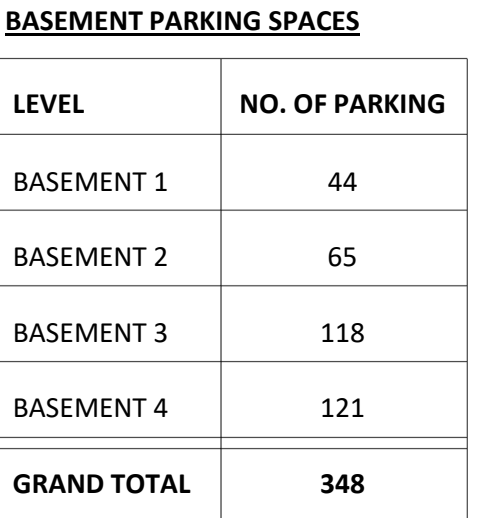 BASEMENT PARKING SPACES
LEVEL NO. OF PARKING
BASEMENT 1 44
BASEMENT 2 65
BASEMENT 3 118
BASEMENT 4 121
GRAND TOTAL 348